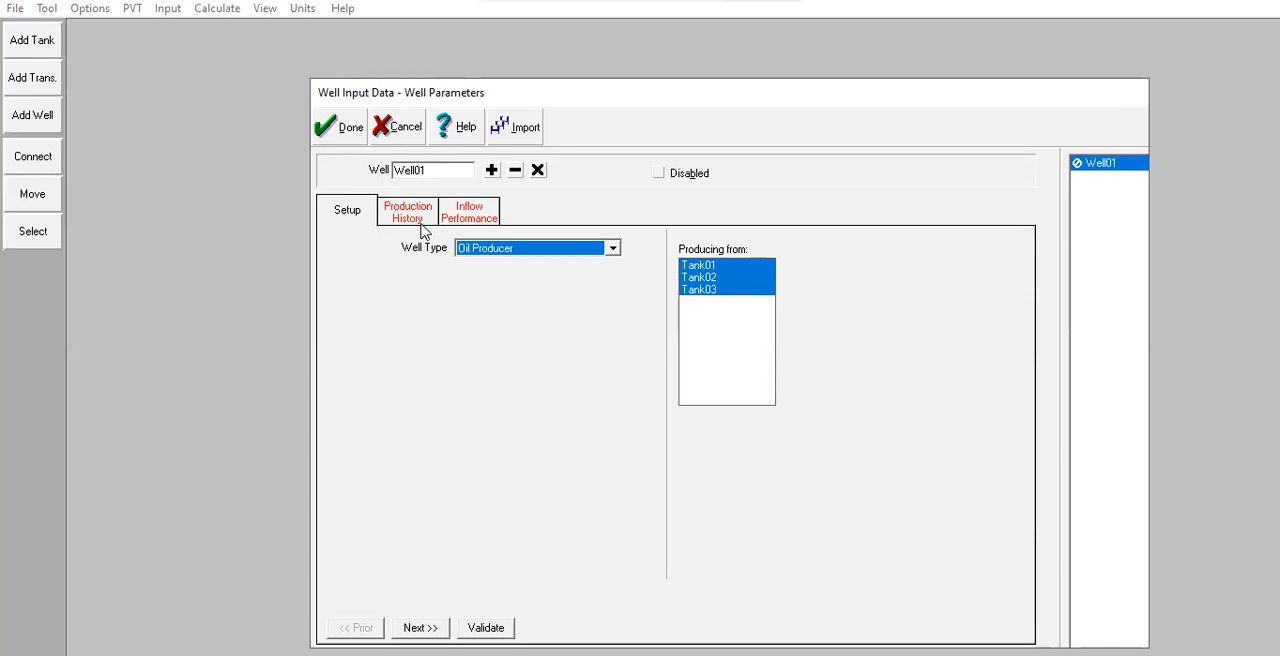 File Tool Options PVT Input Calculate View Units Help
Add Tank
Add Trans.
Add Well
Connect
Move
Select
Well Input Data - Well Parameters
Done Cancel Help Import
Well Well01 Disabled
Well01
Setup Production History Inflow Performance
Well Type Oil Producer
Producing from:
Tank01
Tank02
Tank03
<< Prior Next >> Validate